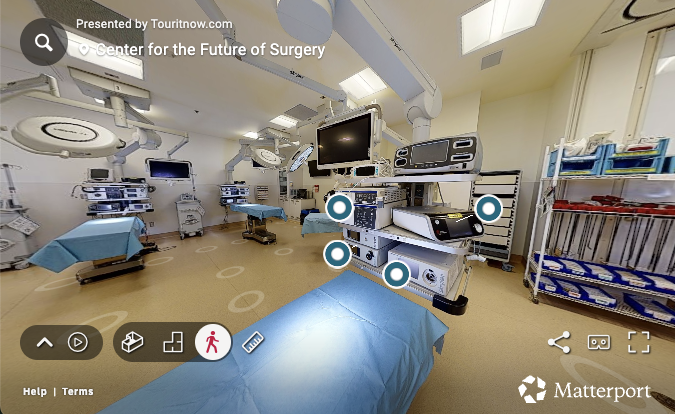 Presented by Touritnow.com
Center for the Future of Surgery
Help | Terms
Matterport